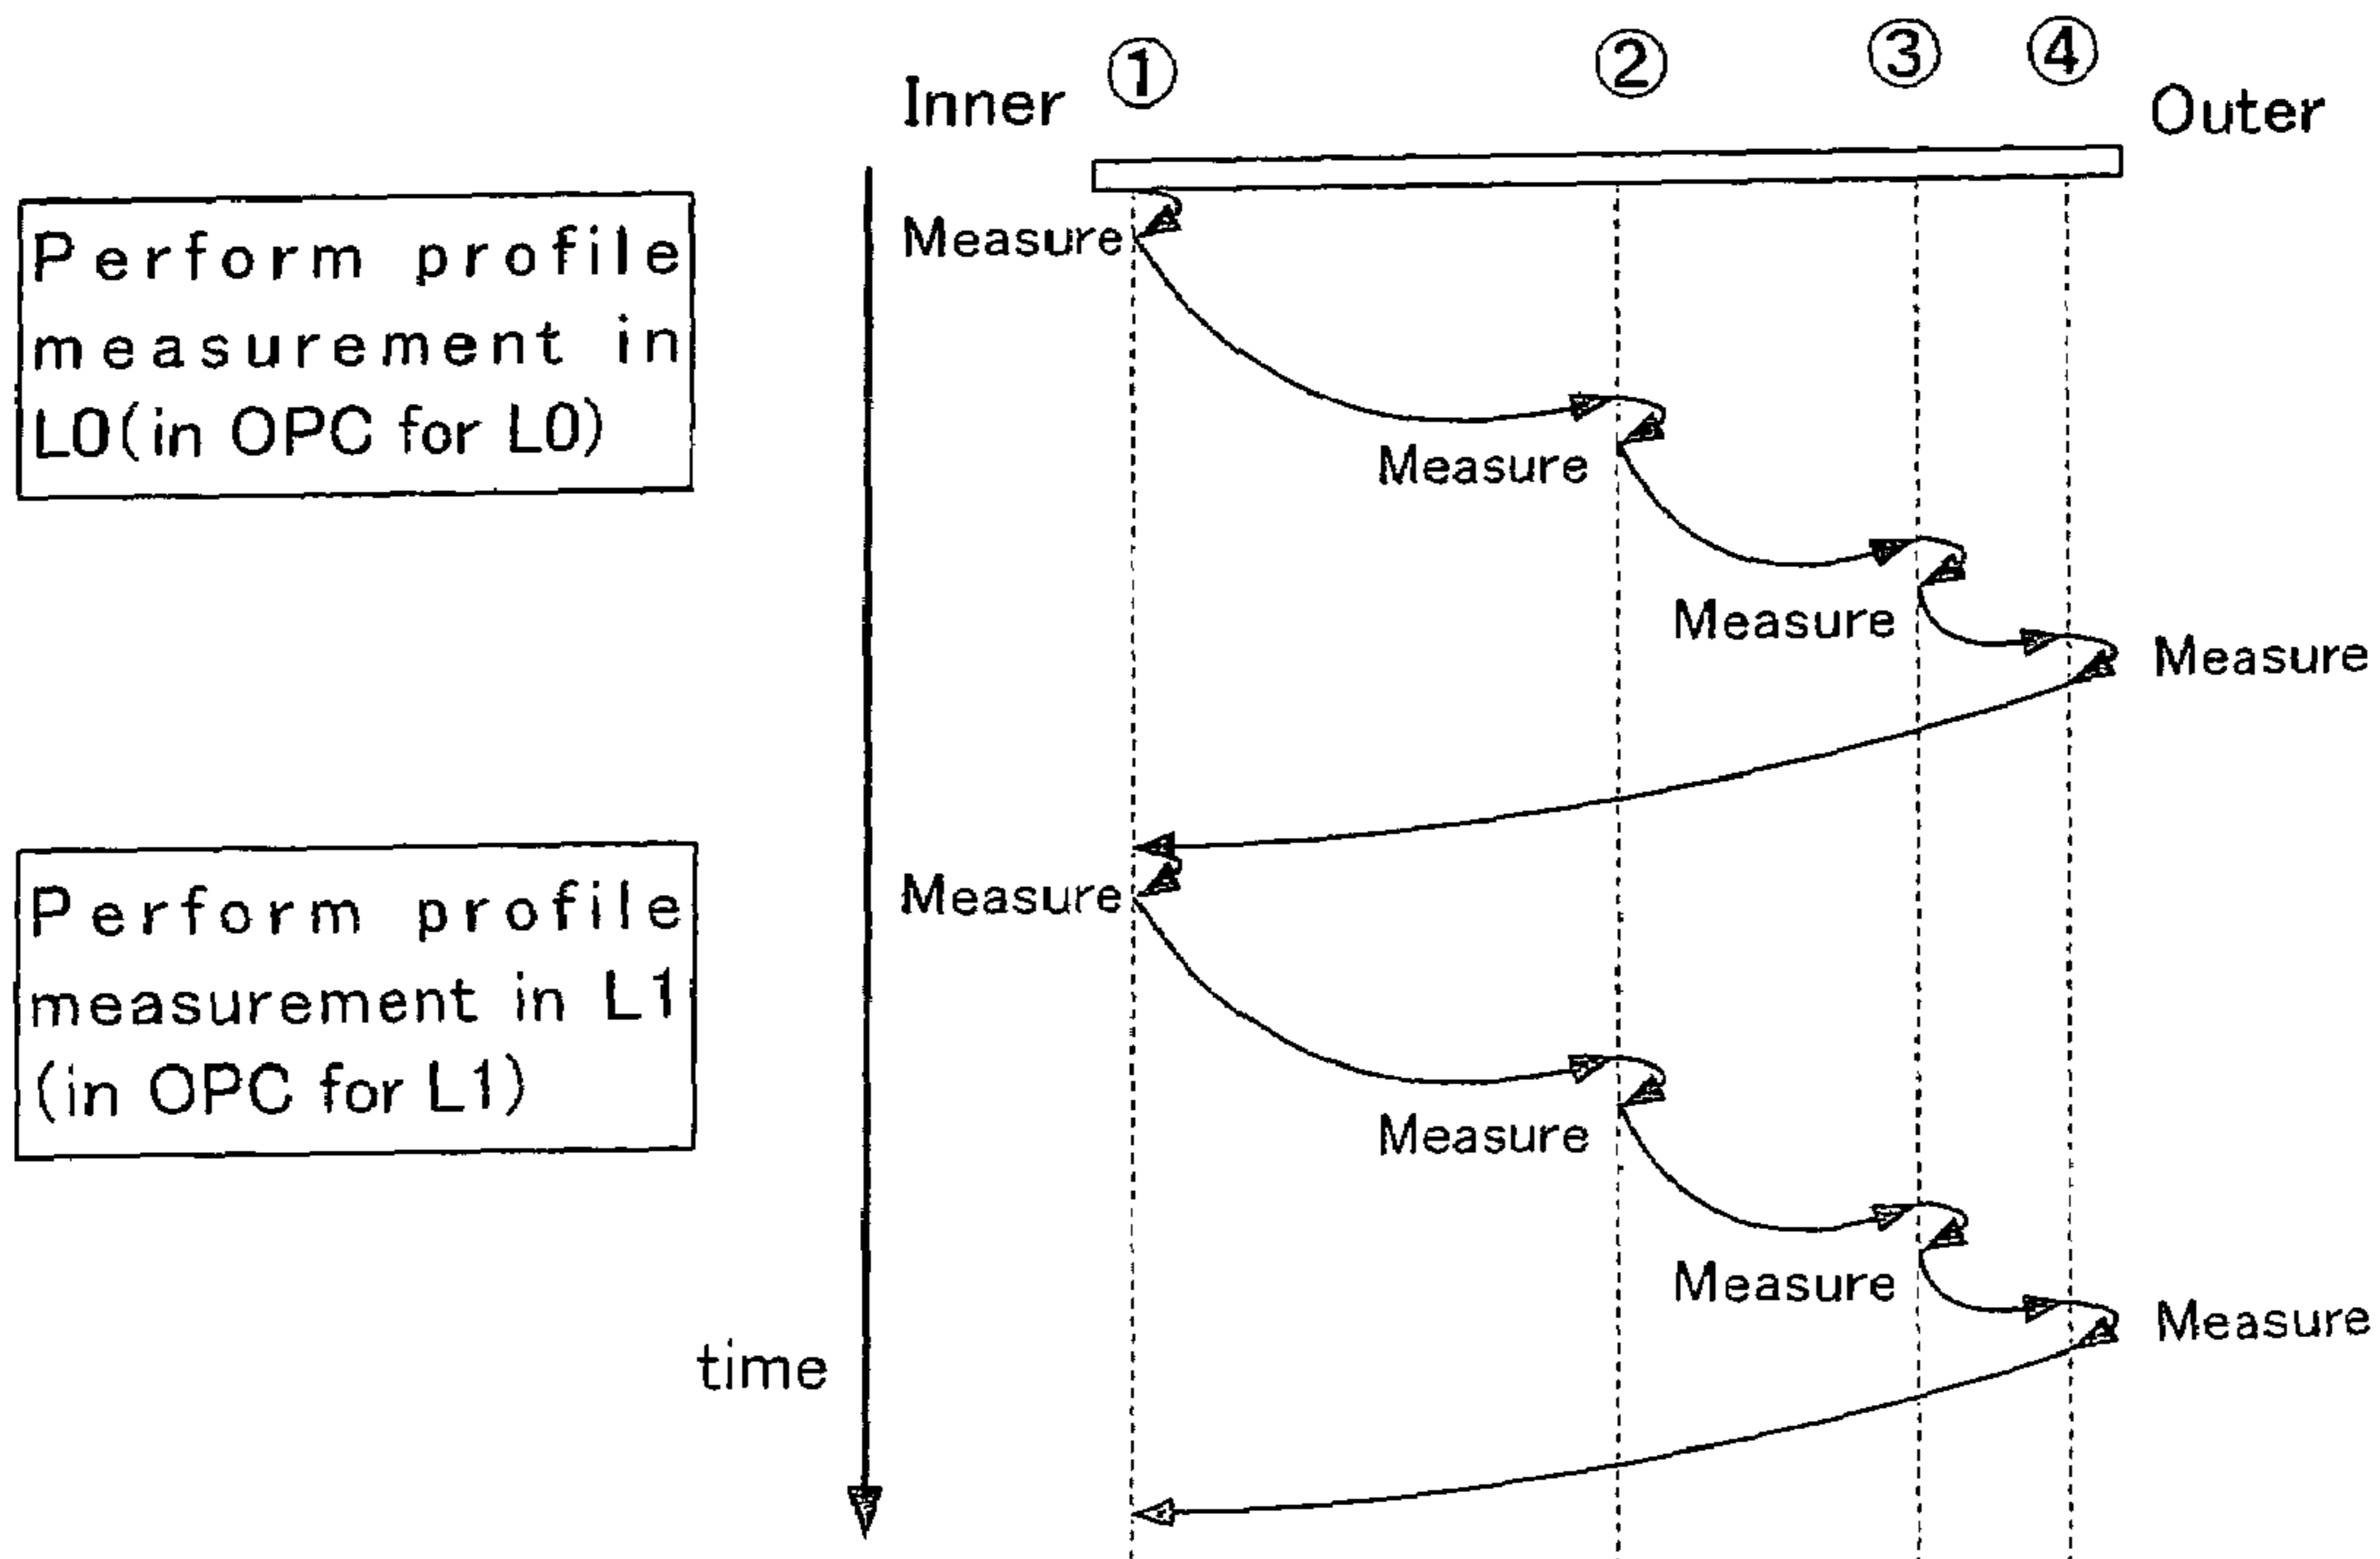 ① ② ③ ④
Inner Outer
Perform profile
measurement in
L0(in OPC for L0)
Measure
Measure
Measure
Measure
Perform profile
measurement in L1
(in OPC for L1)
Measure
Measure
Measure
Measure
time